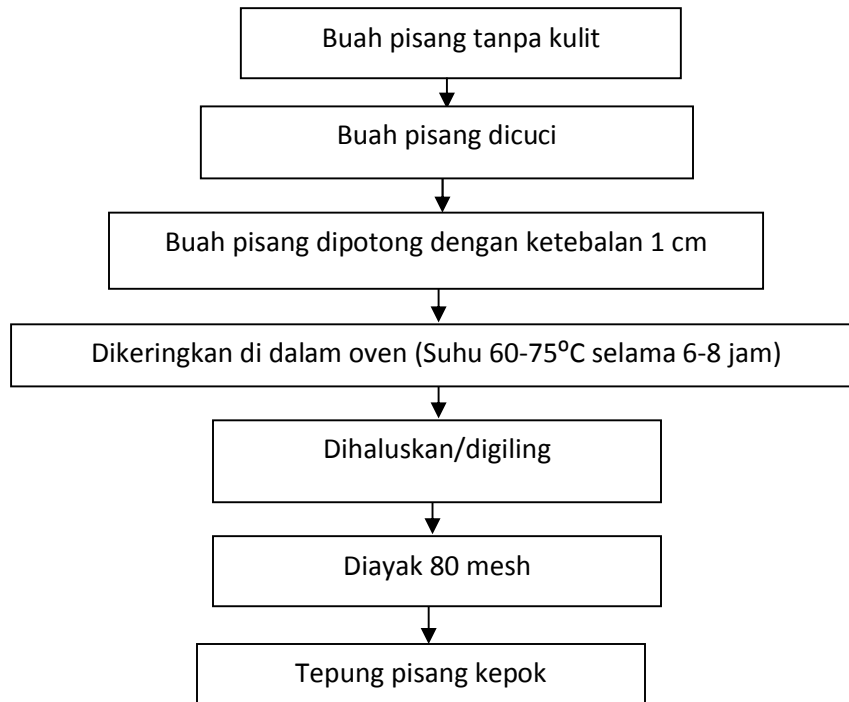 Buah pisang tanpa kulit
Buah pisang dicuci
Buah pisang dipotong dengan ketebalan 1 cm
Dikeringkan di dalam oven (Suhu 60-75⁰C selama 6-8 jam)
Dihaluskan/digiling
Diayak 80 mesh
Tepung pisang kepok